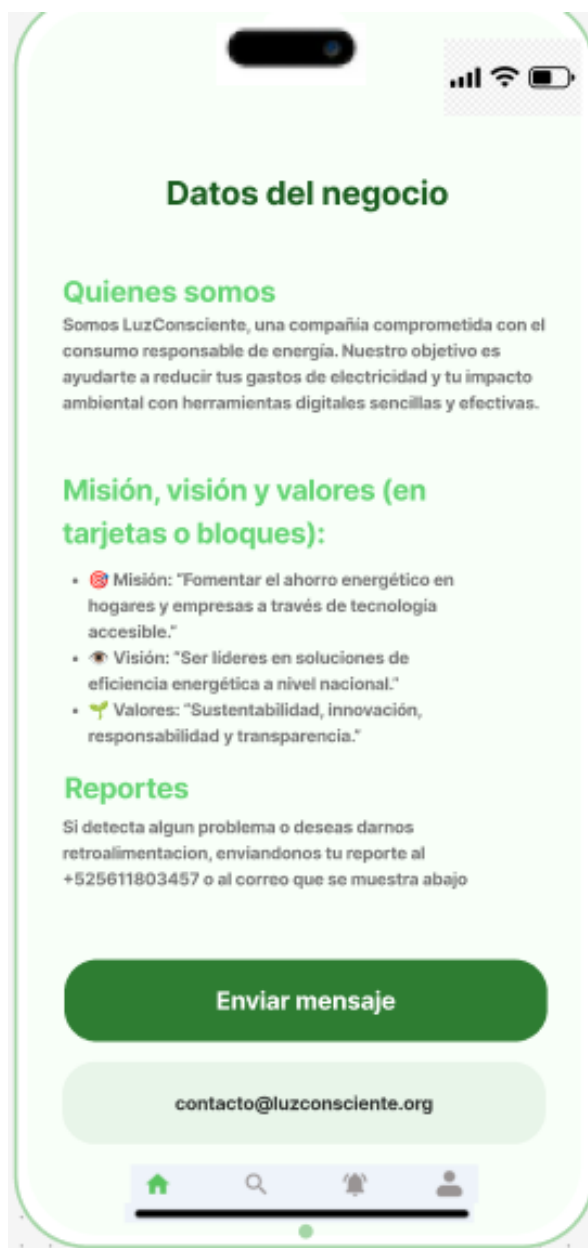 Datos del negocio
Quienes somos
Somos LuzConsciente, una compañía comprometida con el
consumo responsable de energía. Nuestro objetivo es
ayudarte a reducir tus gastos de electricidad y tu impacto
ambiental con herramientas digitales sencillas y efectivas.
Misión, visión y valores (en
tarjetas o bloques):
• 🎯 Misión: "Fomentar el ahorro energético en
hogares y empresas a través de tecnología
accesible."
• 👁️ Visión: "Ser líderes en soluciones de
eficiencia energética a nivel nacional."
• 🌱 Valores: "Sustentabilidad, innovación,
responsabilidad y transparencia."
Reportes
Si detecta algun problema o deseas darnos
retroalimentacion, enviandonos tu reporte al
+525611803457 o al correo que se muestra abajo
Enviar mensaje
contacto@luzconsciente.org